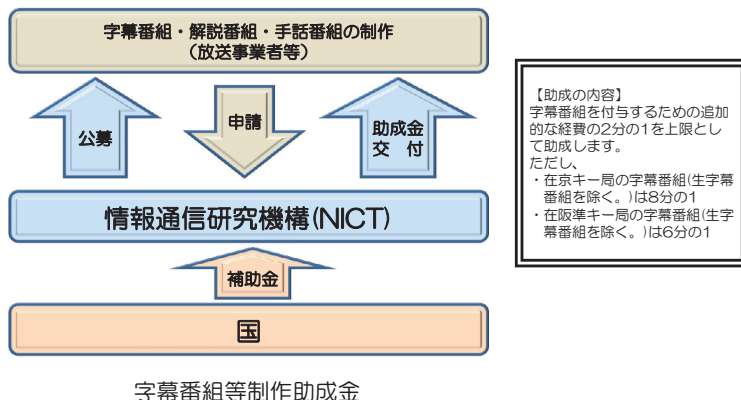 字幕番組・解説番組・手話番組の制作
（放送事業者等）
公募
申請
助成金
交　付
情報通信研究機構(NICT)
補助金
国
字幕番組等制作助成金
【助成の内容】
字幕番組を付与するための追加
的な経費の2分の1を上限とし
て助成します。
ただし、
・在京キー局の字幕番組(生字幕
番組を除く。)は8分の1
・在阪準キー局の字幕番組(生字
幕番組を除く。)は6分の1